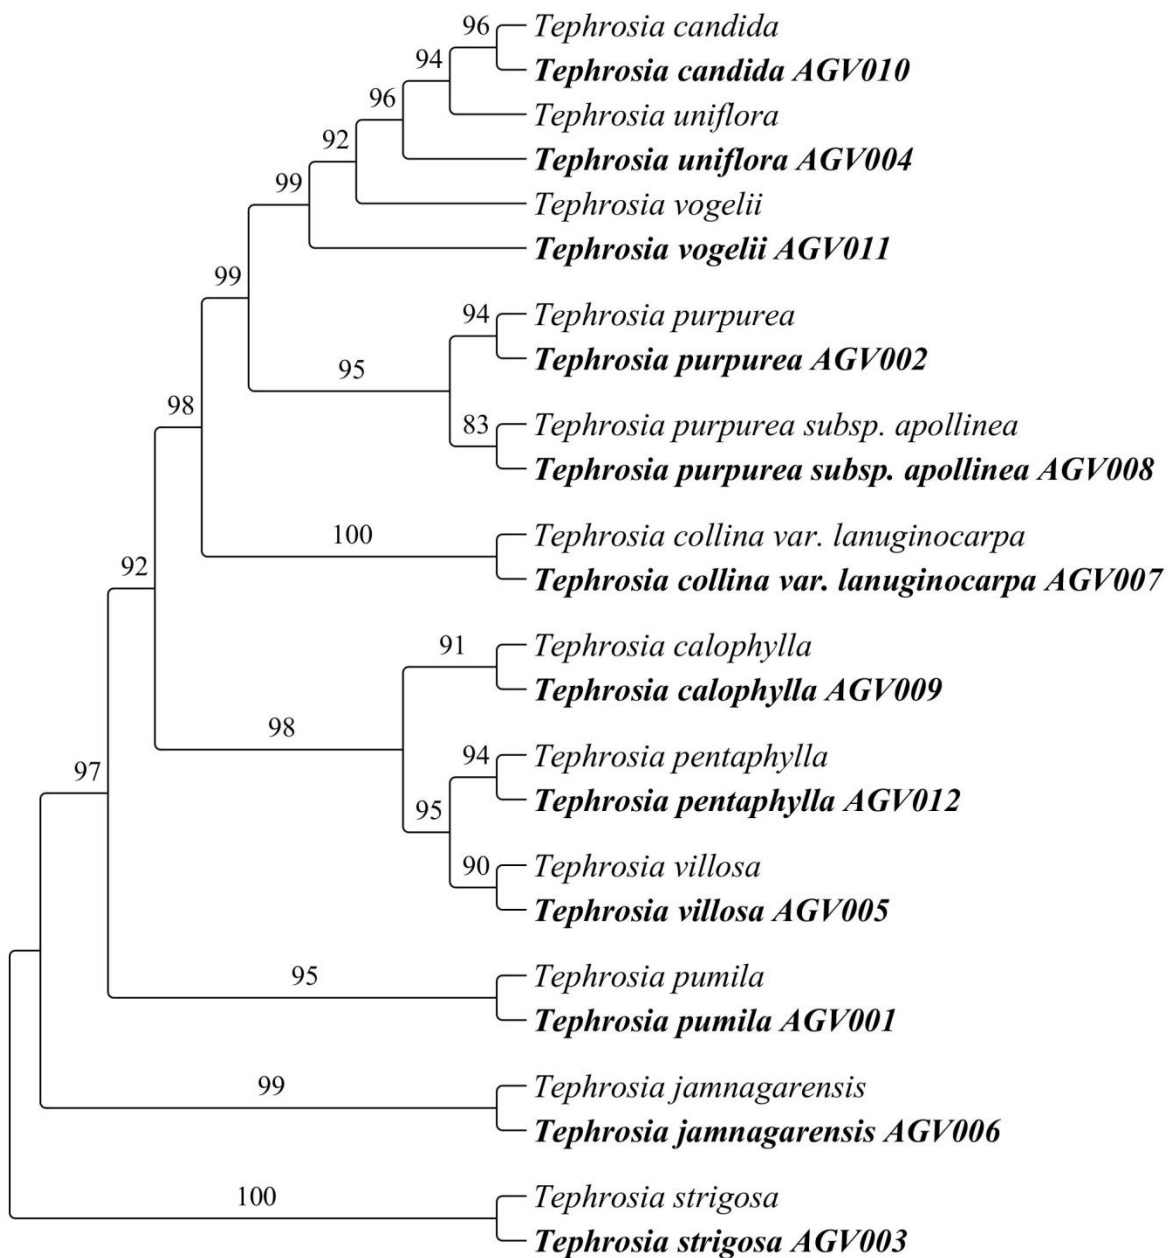 96
Tephrosia candida
Tephrosia candida AGV010
94
Tephrosia uniflora
96
Tephrosia uniflora AGV004
92
Tephrosia vogelii
99
Tephrosia vogelii AGV011
99
94
Tephrosia purpurea
Tephrosia purpurea AGV002
95
98
83
Tephrosia purpurea subsp. apollinea
Tephrosia purpurea subsp. apollinea AGV008
100
Tephrosia collina var. lanuginocarpa
92
Tephrosia collina var. lanuginocarpa AGV007
91
Tephrosia calophylla
Tephrosia calophylla AGV009
98
94
Tephrosia pentaphylla
97
Tephrosia pentaphylla AGV012
95
90
Tephrosia villosa
Tephrosia villosa AGV005
95
Tephrosia pumila
Tephrosia pumila AGV001
99
Tephrosia jamnagarensis
Tephrosia jamnagarensis AGV006
100
Tephrosia strigosa
Tephrosia strigosa AGV003